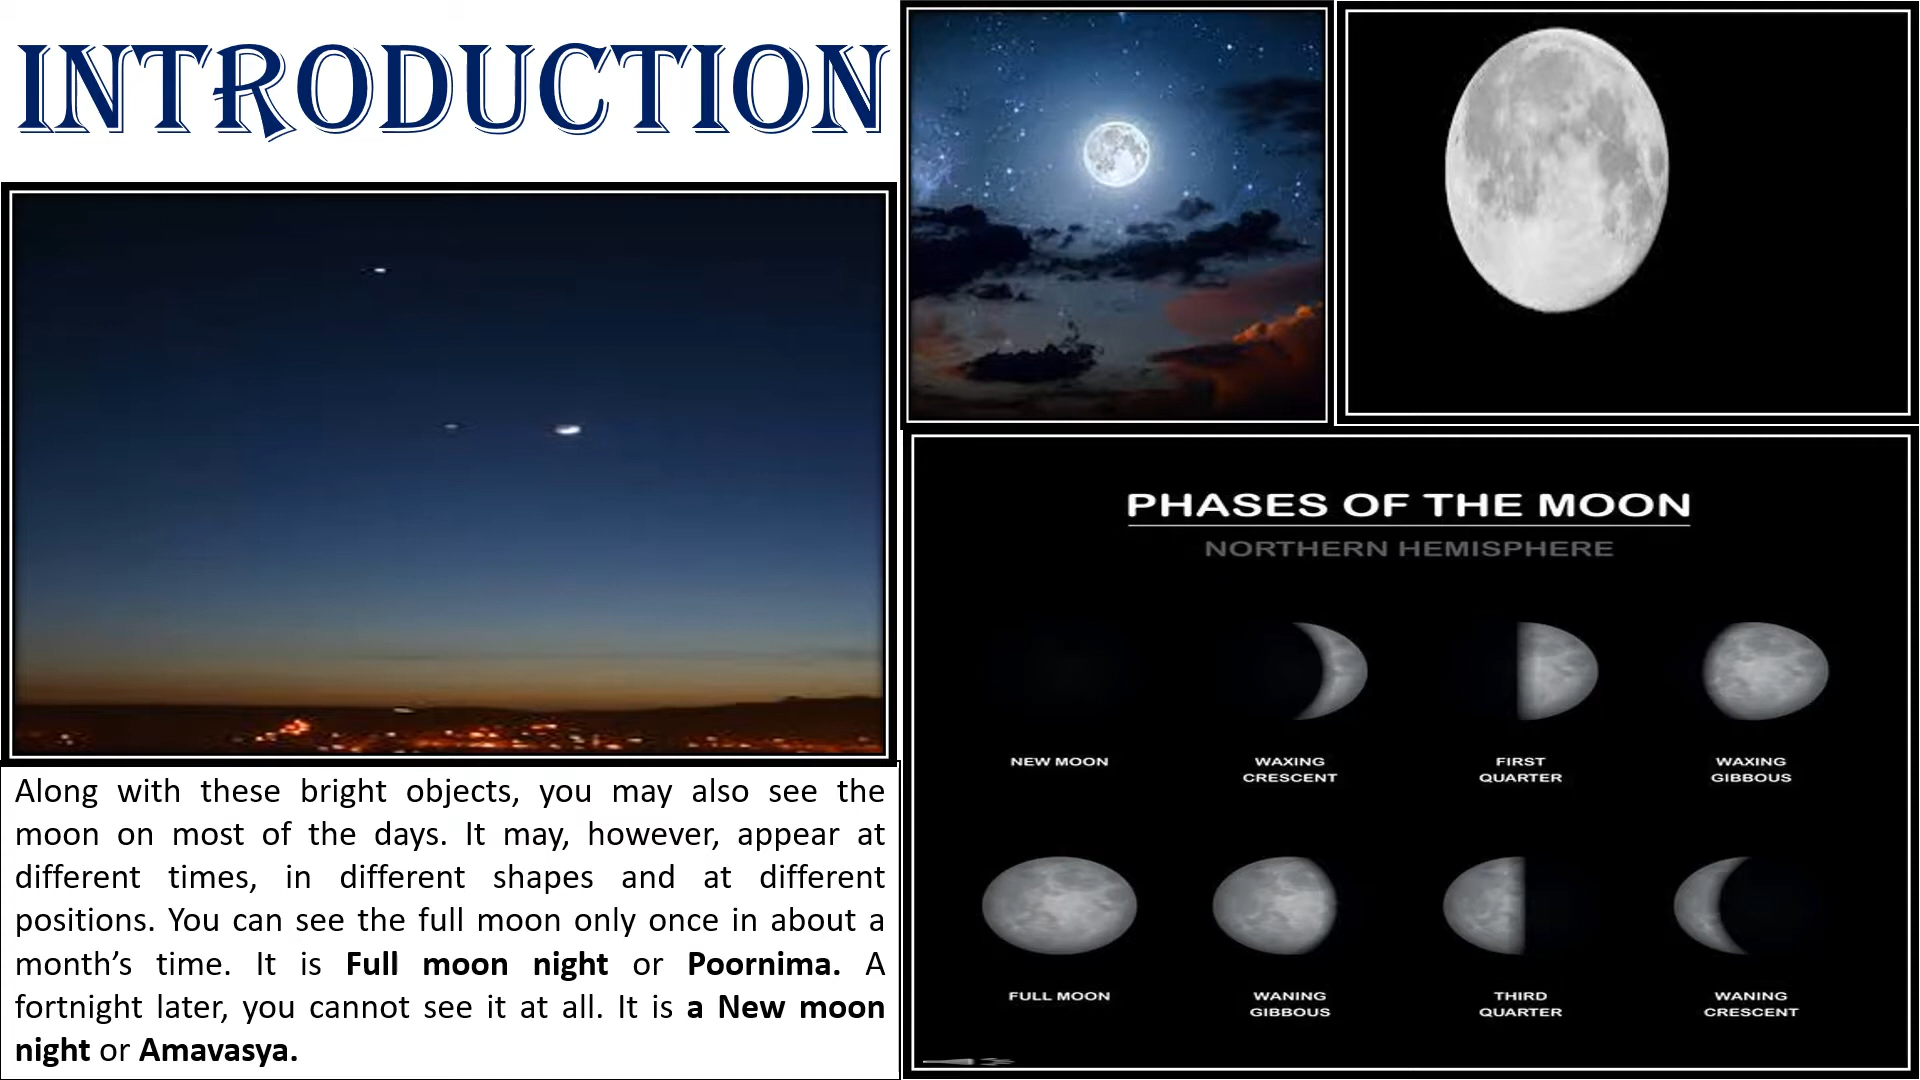 INTRODUCTION
Along with these bright objects, you may also see the
moon on most of the days. It may, however, appear at
different times, in different shapes and at different
positions. You can see the full moon only once in about a
month’s time. It is Full moon night or Poornima. A
fortnight later, you cannot see it at all. It is a New moon
night or Amavasya.
PHASES OF THE MOON
NORTHERN HEMISPHERE
NEW MOON
WAXING
CRESCENT
FIRST
QUARTER
WAXING
GIBBOUS
FULL MOON
WANING
GIBBOUS
THIRD
QUARTER
WANING
CRESCENT